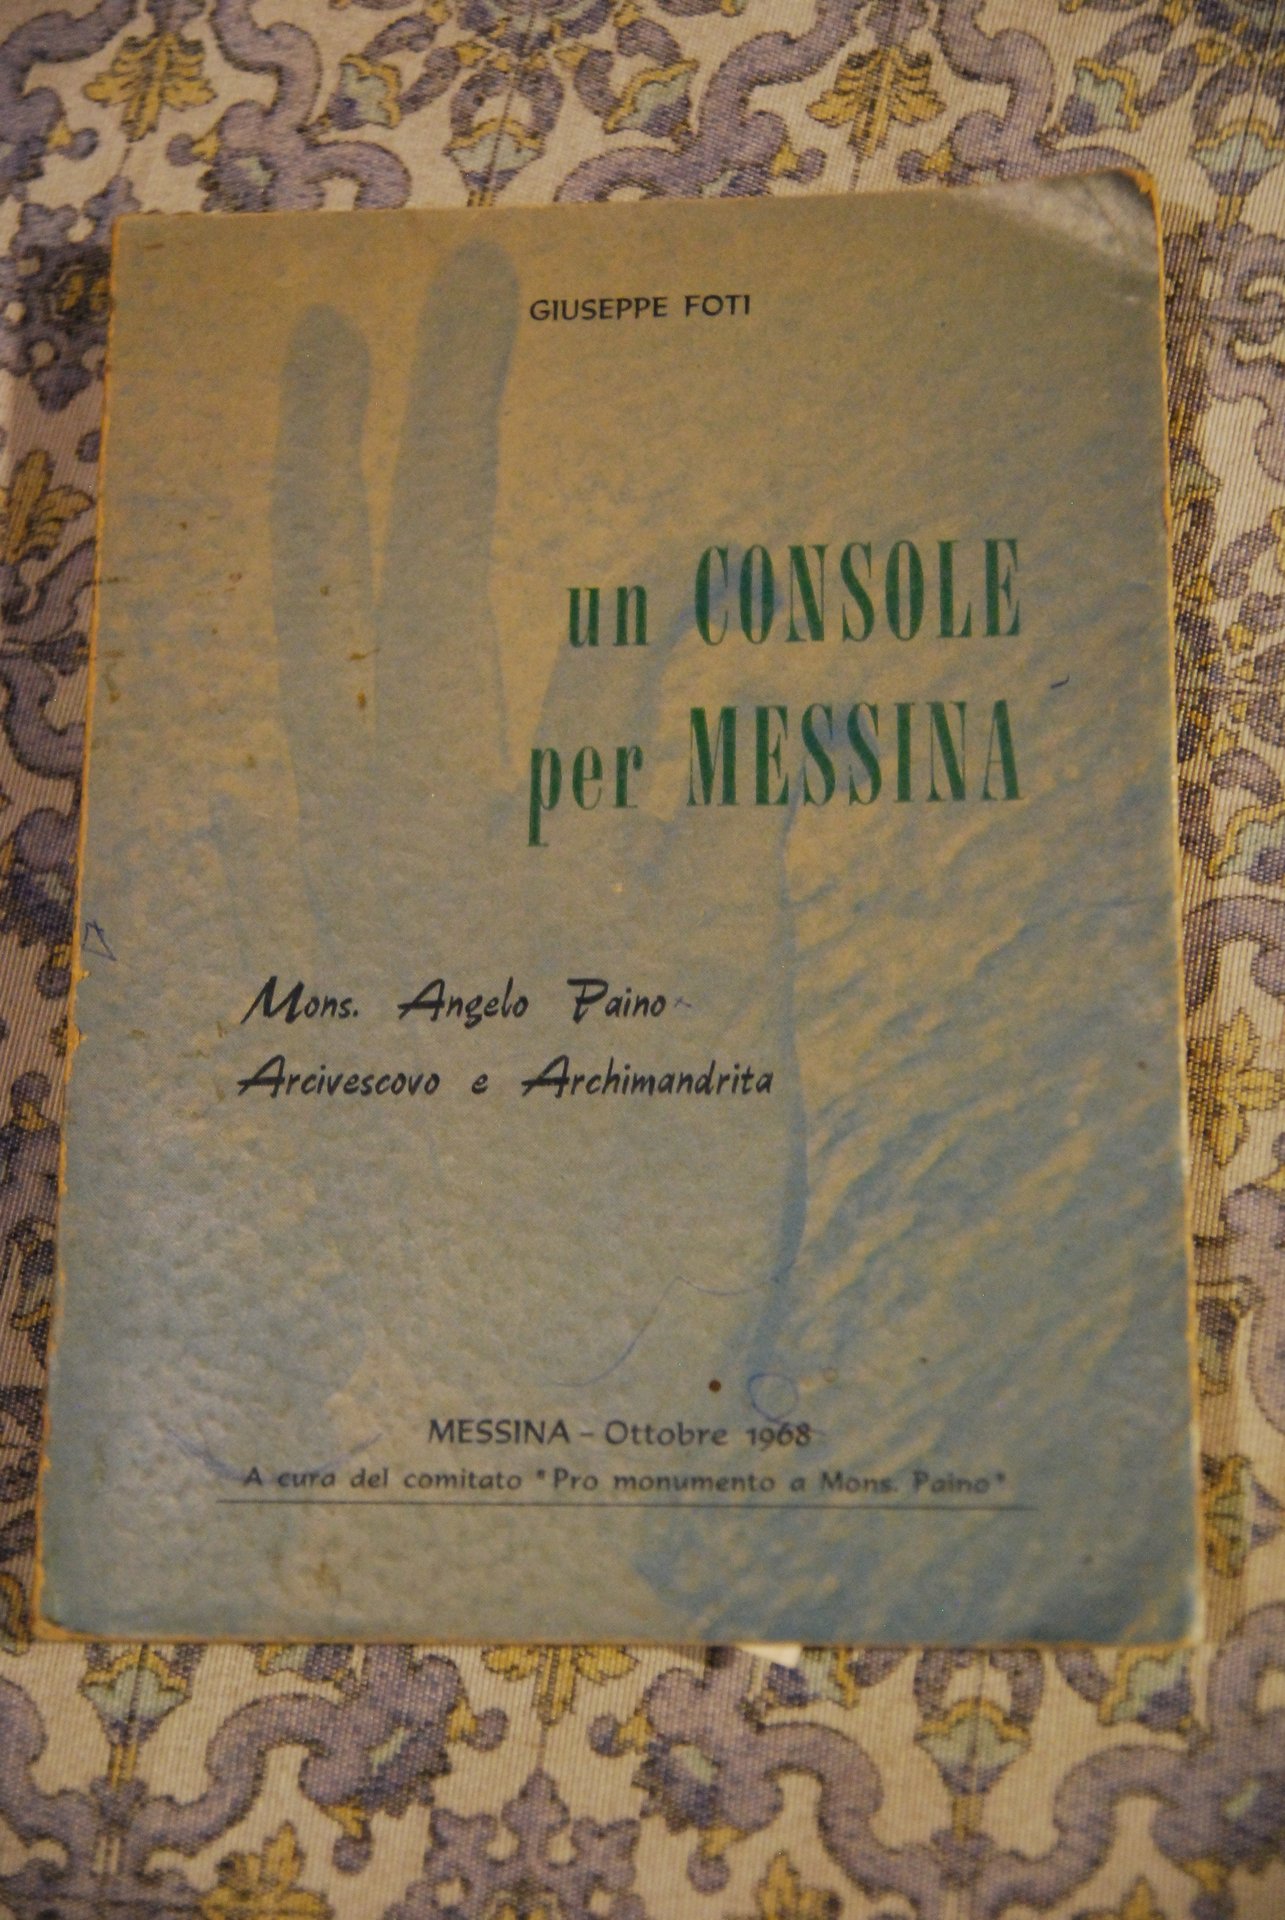 GIUSEPPE FOTI
un CONSOLE
per MESSINA
Mons. Angelo Paino
Arcivescovo e Archimandrita
MESSINA - Ottobre 1968
A cura del comitato "Pro monumento a Mons. Paino"